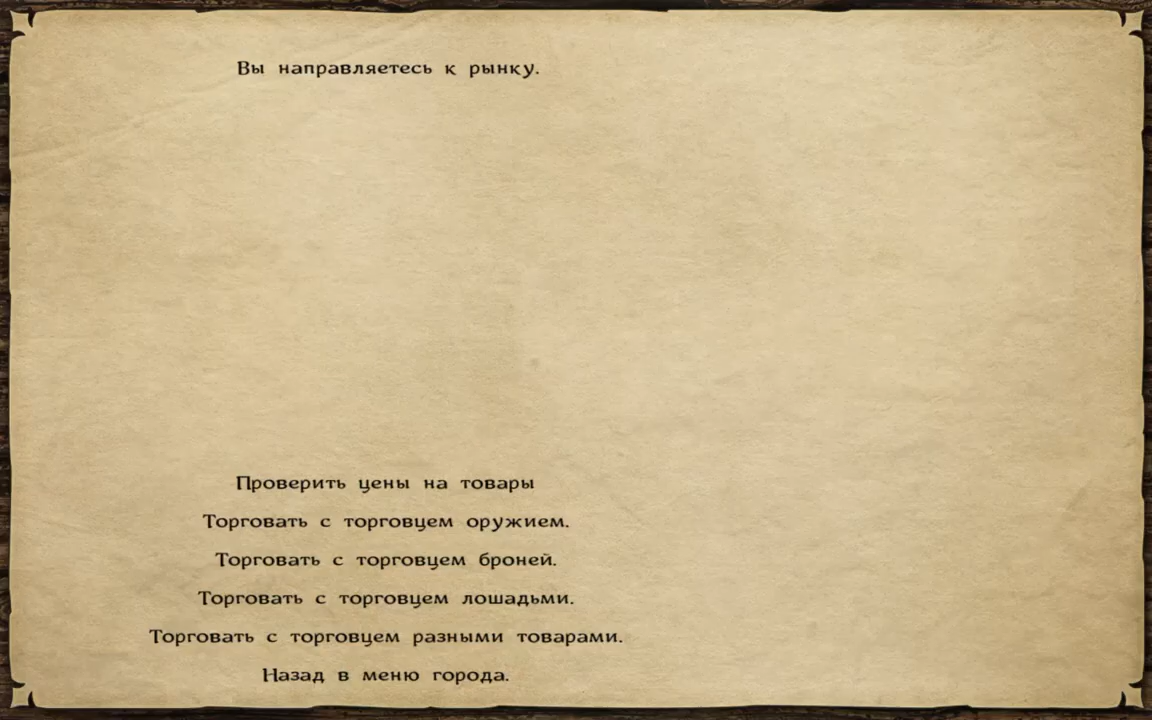 Вы направляетесь к рынку.
Проверить цены на товары
Торговать с торговцем оружием.
Торговать с торговцем броней.
Торговать с торговцем лошадьми.
Торговать с торговцем разными товарами.
Назад в меню города.